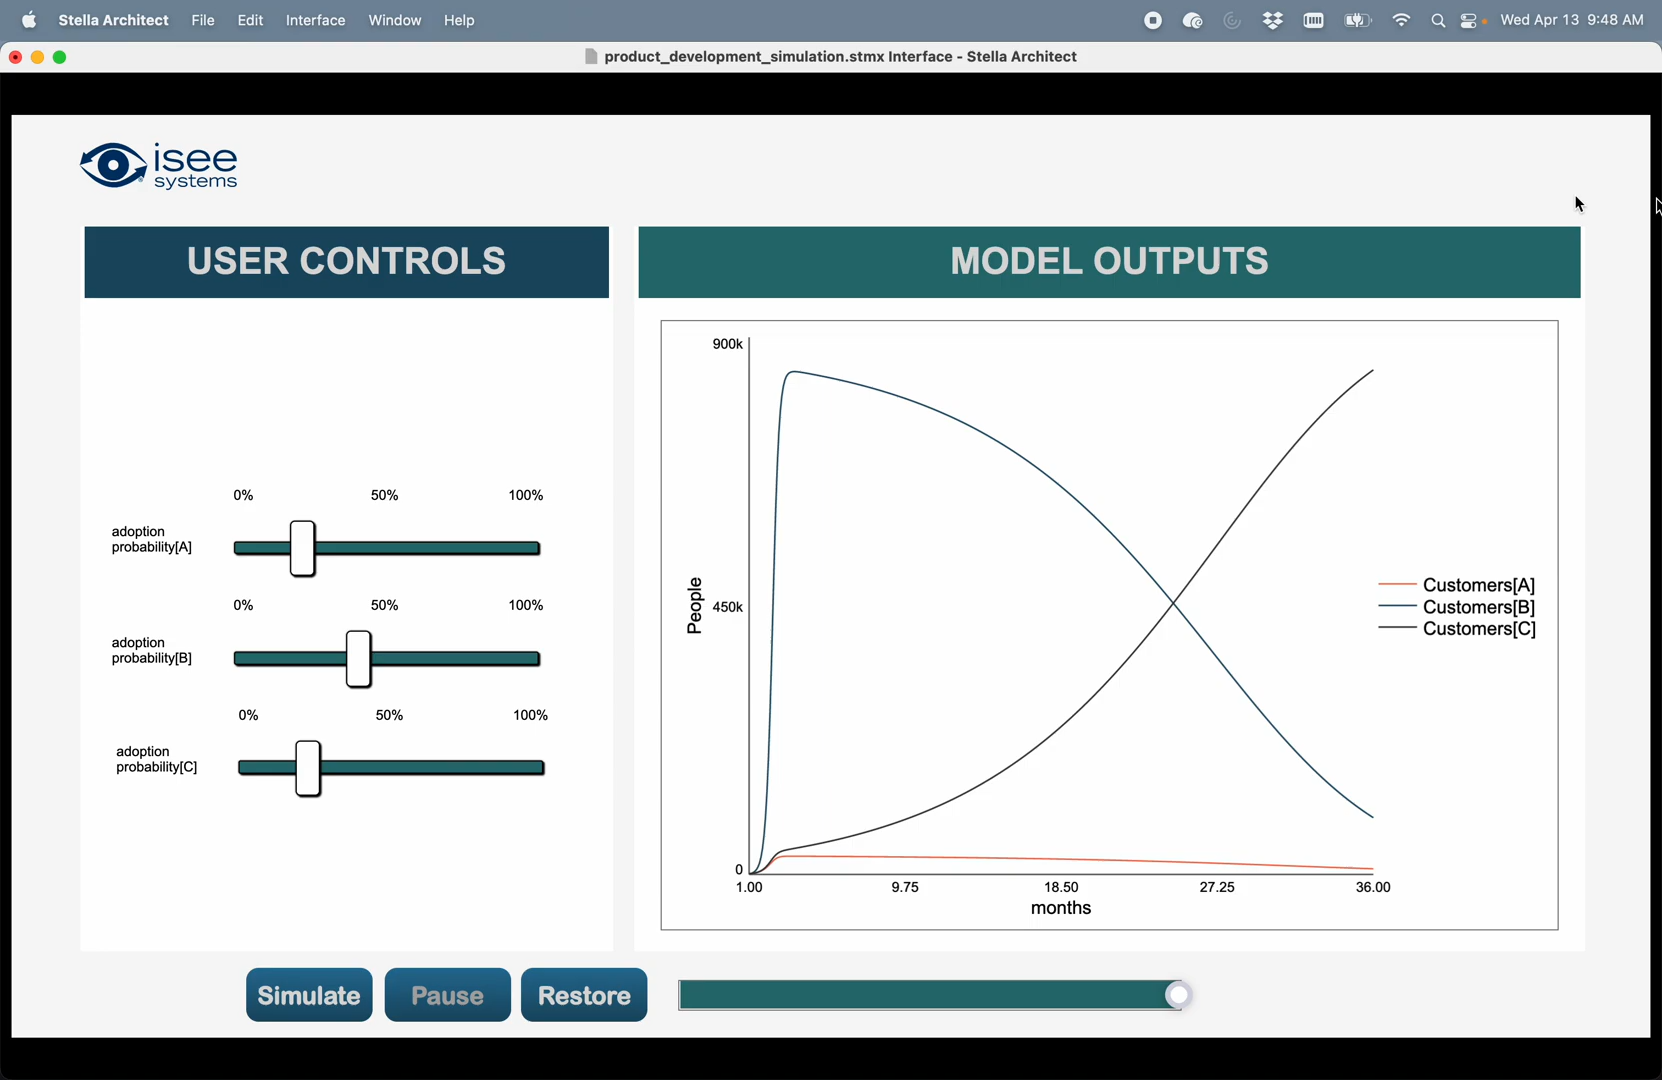 Stella Architect File Edit Interface Window Help Wed Apr 13 9:48 AM
product_development_simulation.stmx Interface - Stella Architect
isee
systems
USER CONTROLS
0% 50% 100%
adoption
probability[A]
0% 50% 100%
adoption
probability[B]
0% 50% 100%
adoption
probability[C]
MODEL OUTPUTS
900k
People
450k
0
1.00 9.75 18.50 27.25 36.00
months
Customers[A]
Customers[B]
Customers[C]
Simulate Pause Restore